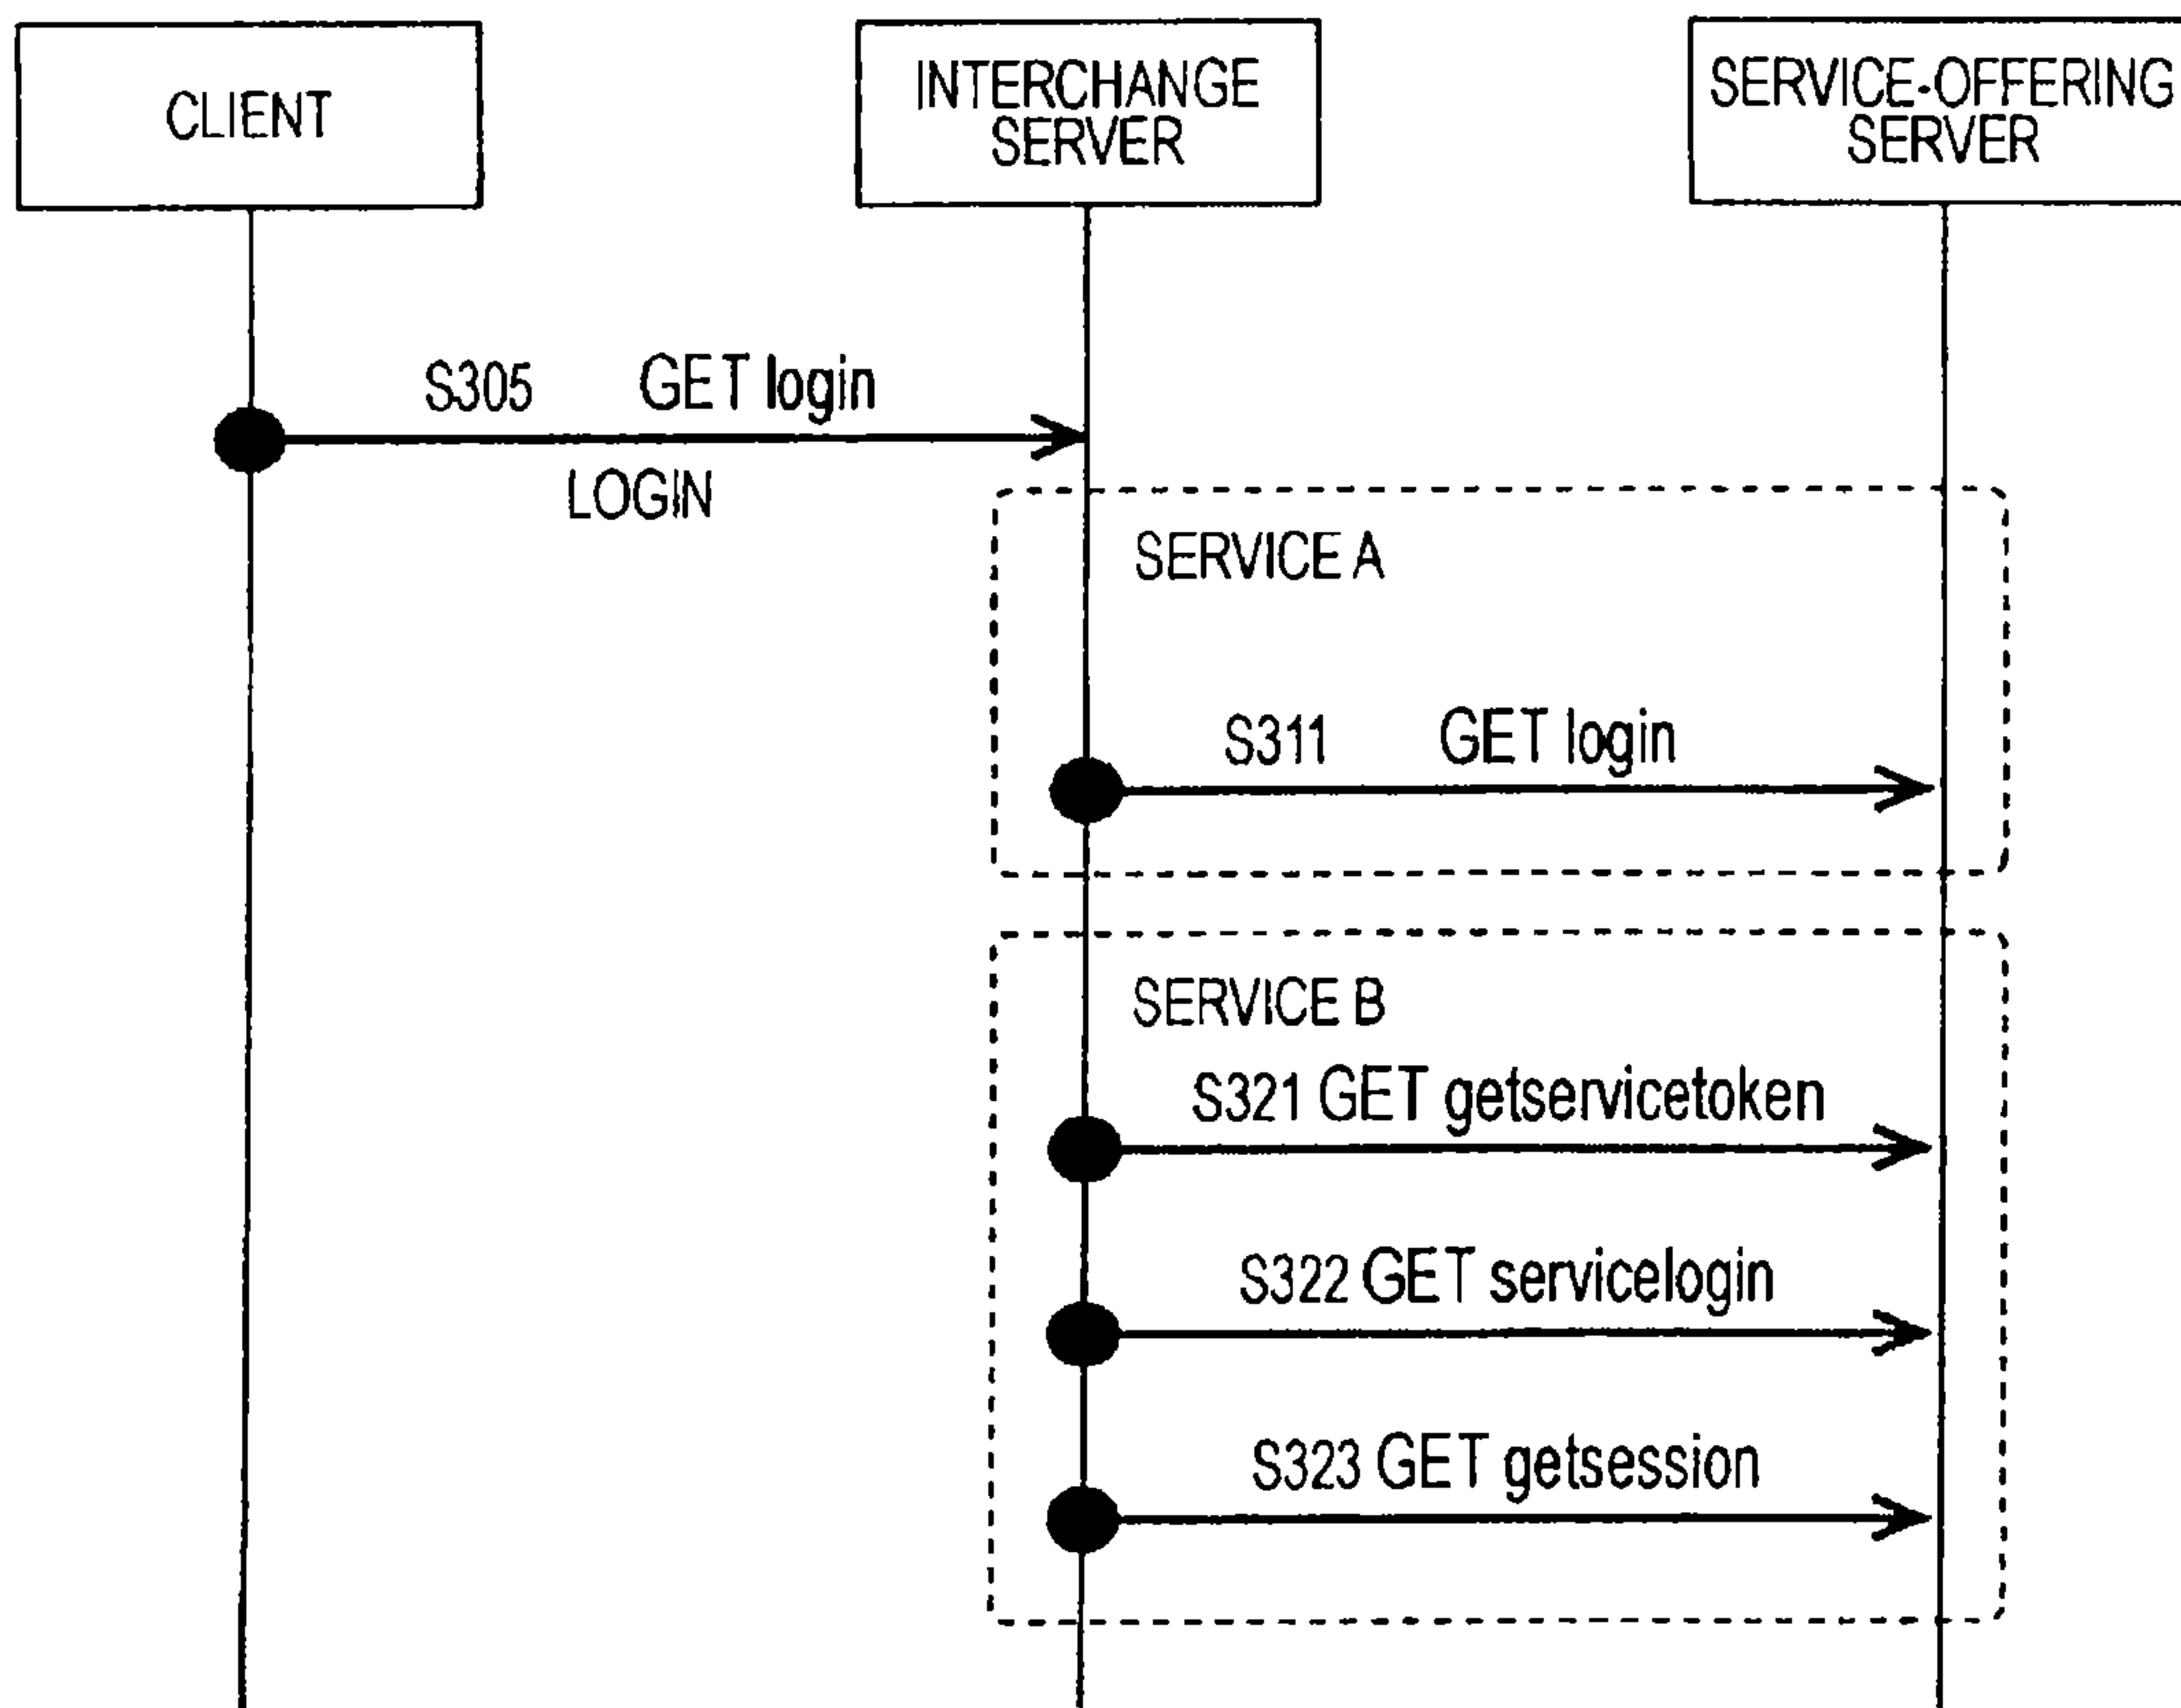 CLIENT
INTERCHANGE
SERVER
SERVICE-OFFERING
SERVER
S305 GET login
LOGIN
SERVICE A
S311 GET login
SERVICE B
S321 GET getservicetoken
S322 GET servicelogin
S323 GET getsession